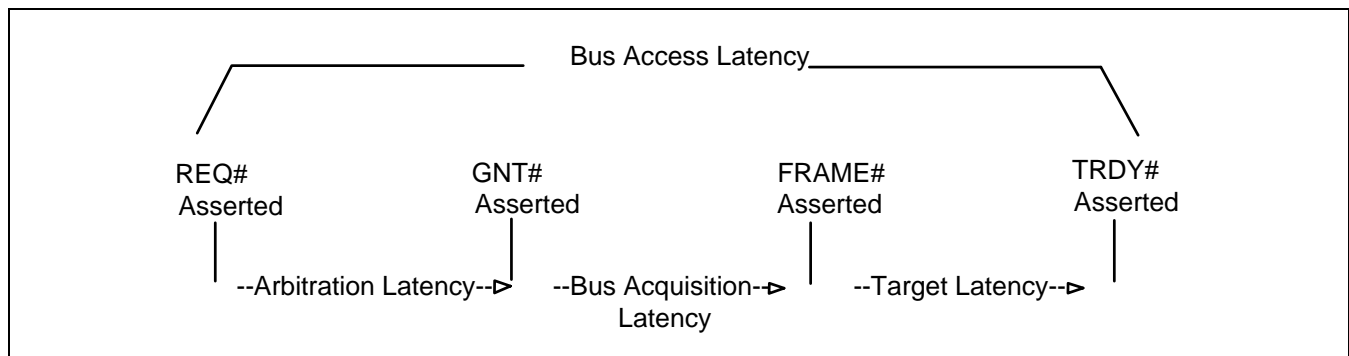 Bus Access Latency
REQ#
Asserted
GNT#
Asserted
FRAME#
Asserted
TRDY#
Asserted
--Arbitration Latency--
--Bus Acquisition--
Latency
--Target Latency--